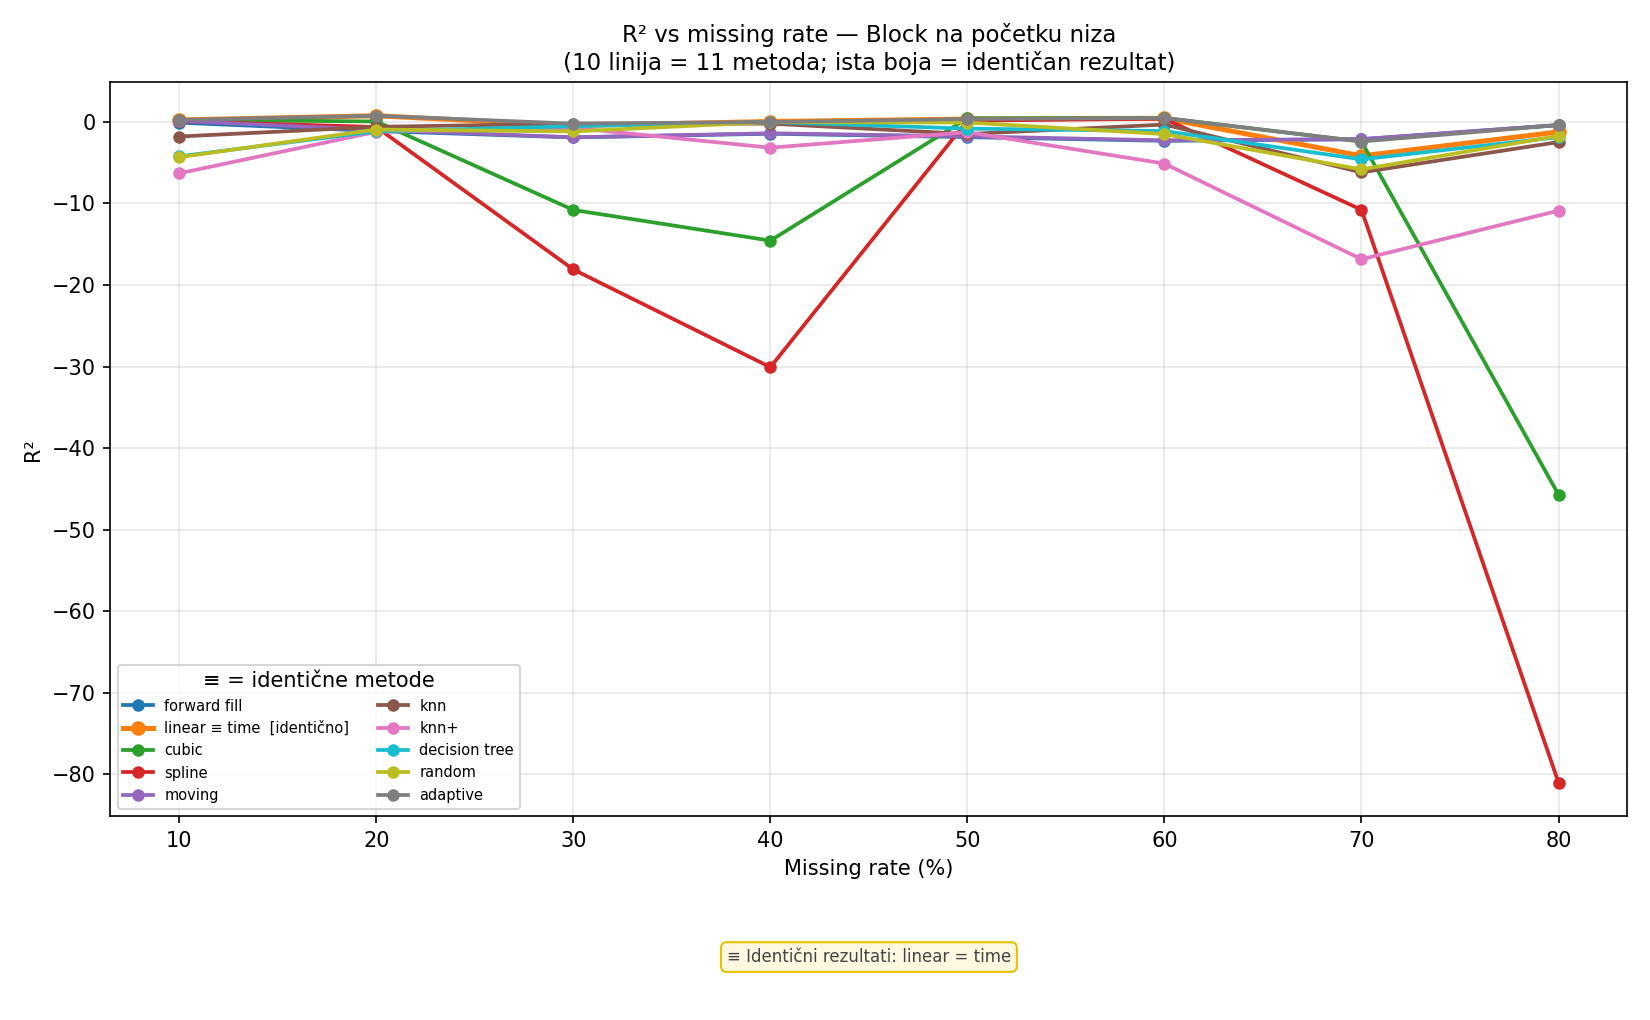 R² vs missing rate — Block na početku niza
(10 linija = 11 metoda; ista boja = identičan rezultat)
R²
0
−10
−20
−30
−40
−50
−60
−70
−80
≡ = identične metode
forward fill
linear ≡ time  [identično]
cubic
spline
moving
knn
knn+
decision tree
random
adaptive
10 20 30 40 50 60 70 80
Missing rate (%)
≡ Identični rezultati: linear = time